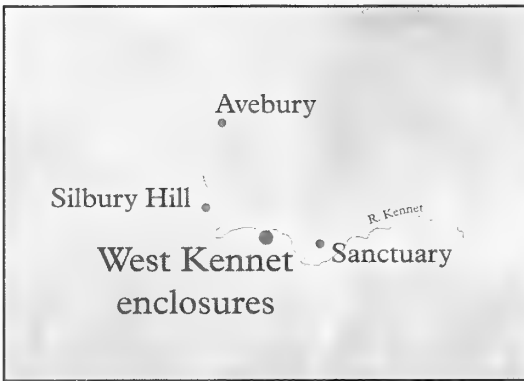 Avebury
Silbury Hill
R. Kennet
West Kennet
Sanctuary
enclosures